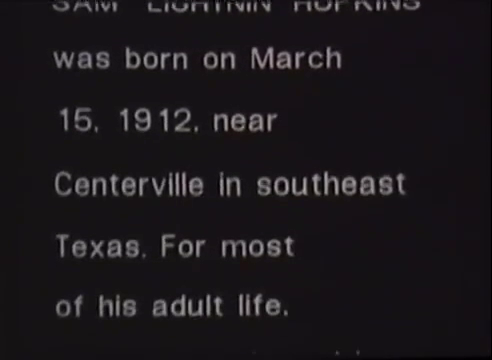 SAM LIGHTNIN HOPKINS
was born on March
15, 1912, near
Centerville in southeast
Texas. For most
of his adult life.